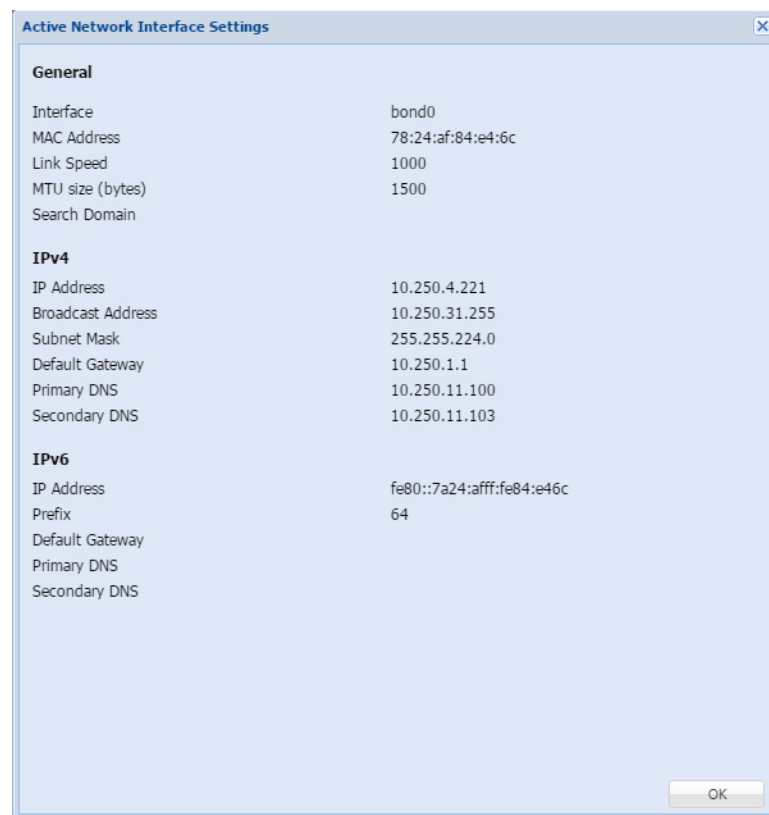 Active Network Interface Settings
General
Interface bond0
MAC Address 78:24:af:84:e4:6c
Link Speed 1000
MTU size (bytes) 1500
Search Domain
IPv4
IP Address 10.250.4.221
Broadcast Address 10.250.31.255
Subnet Mask 255.255.224.0
Default Gateway 10.250.1.1
Primary DNS 10.250.11.100
Secondary DNS 10.250.11.103
IPv6
IP Address fe80::7a24:afff:fe84:e46c
Prefix 64
Default Gateway
Primary DNS
Secondary DNS
OK